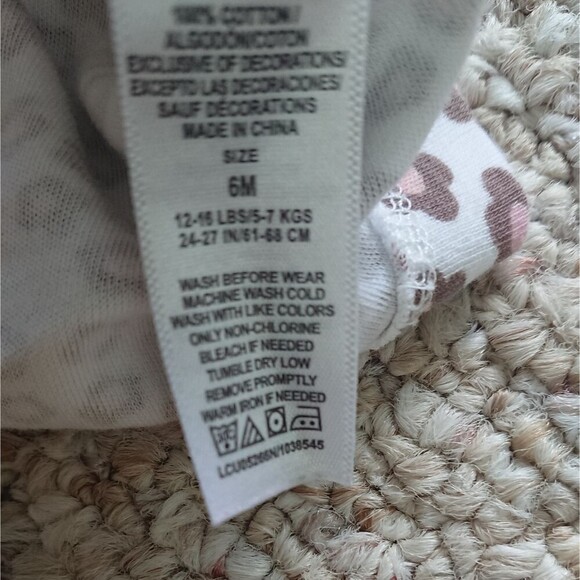 100% COTTON/
ALGODÓN/COTON
EXCLUSIVE OF DECORATIONS/
EXCEPTO LAS DECORACIONES/
SAUF DÉCORATIONS
MADE IN CHINA
SIZE
6M
12-16 LBS/5-7 KGS
24-27 IN/61-68 CM
WASH BEFORE WEAR
MACHINE WASH COLD
WASH WITH LIKE COLORS
ONLY NON-CHLORINE
BLEACH IF NEEDED
TUMBLE DRY LOW
REMOVE PROMPTLY
WARM IRON IF NEEDED
LCU05266N/1038545